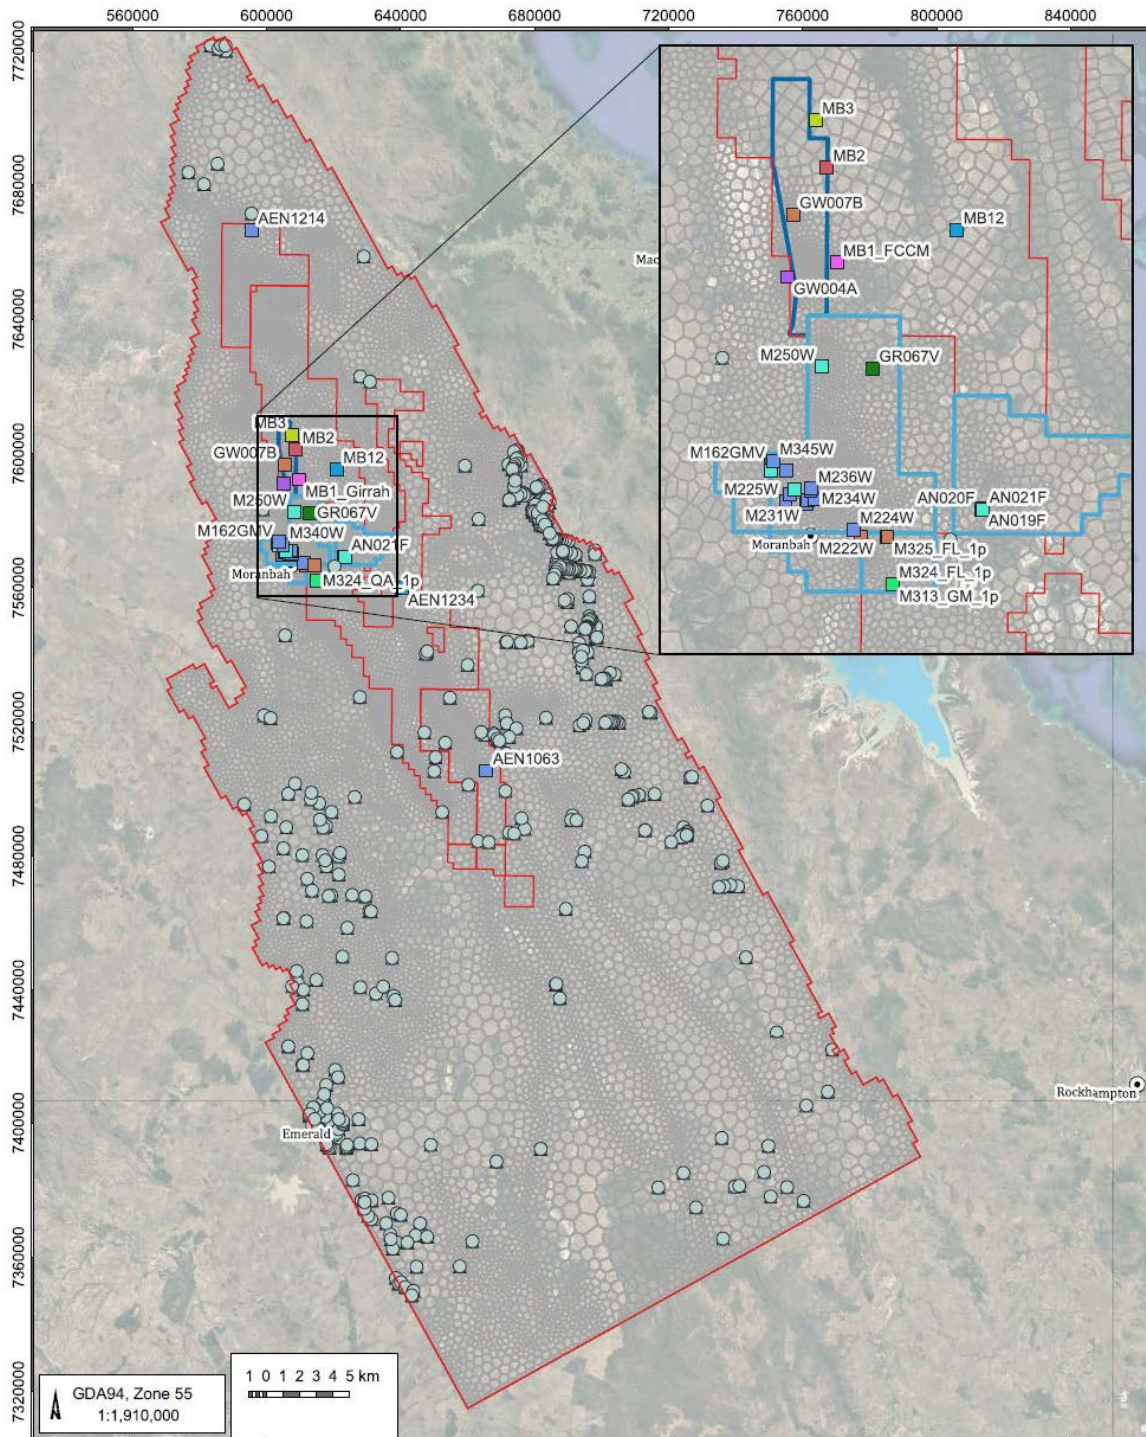 560000 600000 640000 680000 720000 760000 800000 840000
7720000
7680000
7640000
7600000
7560000
7520000
7480000
7440000
7400000
7360000
7320000
AEN1214
Mac
MB3
MB2
GW007B
MB12
MB1_Girrah
M250W
GR067V
M162GMV
M340W
AN021F
Moranbah
M324_QA_1p
AEN1234
AEN1063
Emerald
Rockhampton
MB3
MB2
GW007B
MB12
MB1_FCCM
GW004A
M250W
GR067V
M162GMV
M345W
M225W
M236W
M234W
M231W
AN020F
AN021F
AN019F
M224W
Moranbah
M222W
M325_FL_1p
M324_FL_1p
M313_GM_1p
GDA94, Zone 55
1:1,910,000
1 0 1 2 3 4 5 km